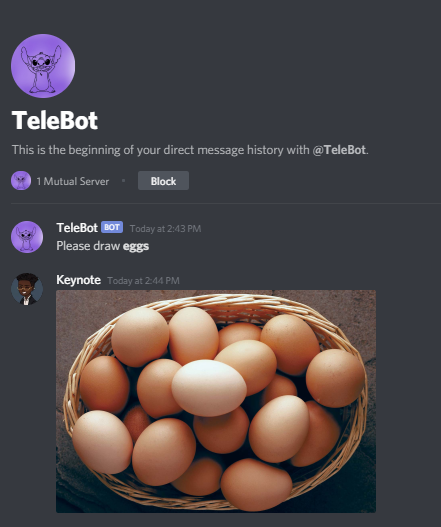 TeleBot
This is the beginning of your direct message history with @TeleBot.
1 Mutual Server • Block
TeleBot BOT Today at 2:43 PM
Please draw eggs
Keynote Today at 2:44 PM